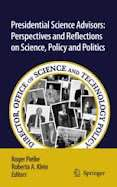 Presidential Science Advisors:
Perspectives and Reflections
on Science, Policy and Politics
DIRECTOR, OFFICE OF SCIENCE AND TECHNOLOGY POLICY
Roger Pielke
Roberta A. Klein
Editors
Springer